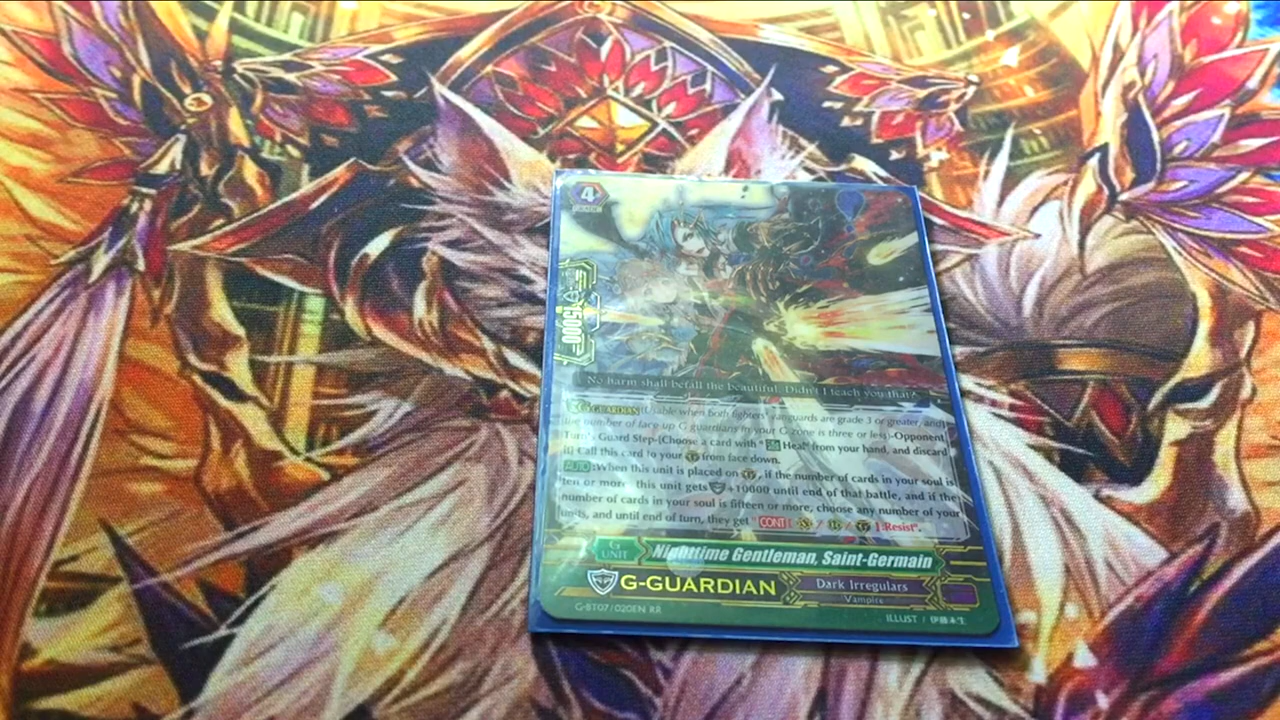 4
15000
No harm shall befall the beautiful. Didn't I teach you that?
G GUARDIAN (Usable when both fighters' vanguards are grade 3 or greater, and
the number of face up G guardians in your G zone is three or less)-Opponent
Turn's Guard Step-[Choose a card with "Heal" from your hand, and discard
it] Call this card to your from face down.
AUTO:When this unit is placed on , if the number of cards in your soul is
ten or more, this unit gets +10000 until end of that battle, and if the
number of cards in your soul is fifteen or more, choose any number of your
units, and until end of turn, they get "CONT[ / / ]:Resist".
G UNIT
Nighttime Gentleman, Saint-Germain
G-GUARDIAN
Dark Irregulars
Vampire
G-BT07/020EN RR
ILLUST / 伊藤未生